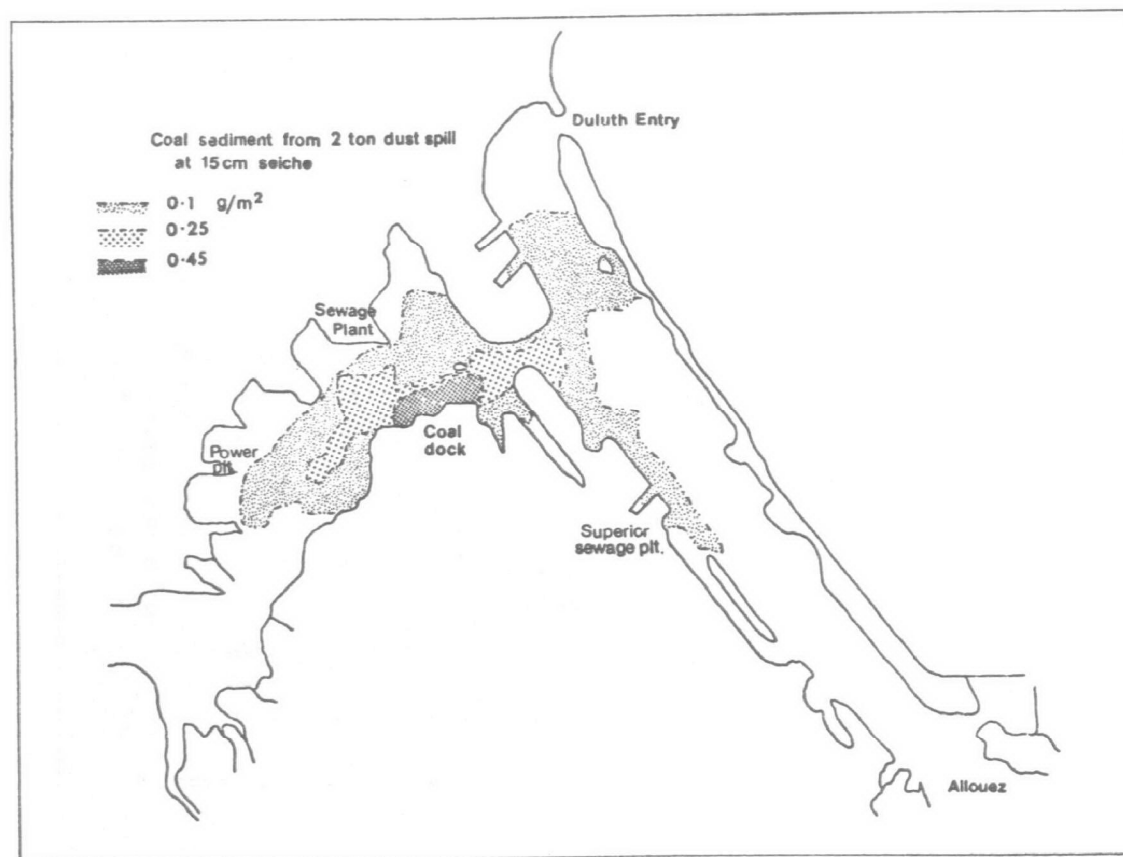 Duluth Entry
Coal sediment from 2 ton dust spill
at 15cm seiche
0·1 g/m²
0·25
0·45
Sewage
Plant
Power
plt.
Coal
dock
Superior
sewage plt.
Allouez